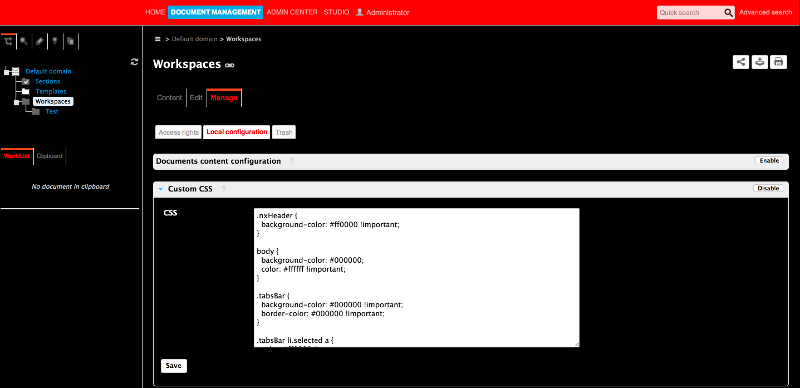 HOME DOCUMENT MANAGEMENT ADMIN CENTER STUDIO Administrator Quick search Advanced search
> Default domain > Workspaces
Default domain
Sections
Templates
Workspaces
Test
WorkList Clipboard
No document in clipboard
Workspaces
Content Edit Manage
Access rights Local configuration Trash
Documents content configuration ? Enable
Custom CSS ? Disable
CSS
.nxHeader {
background-color: #ff0000 !important;
}
body {
background-color: #000000;
color: #ffffff !important;
}
.tabsBar {
background-color: #000000 !important;
border-color: #000000 !important;
}
.tabsBar li.selected a {
Save